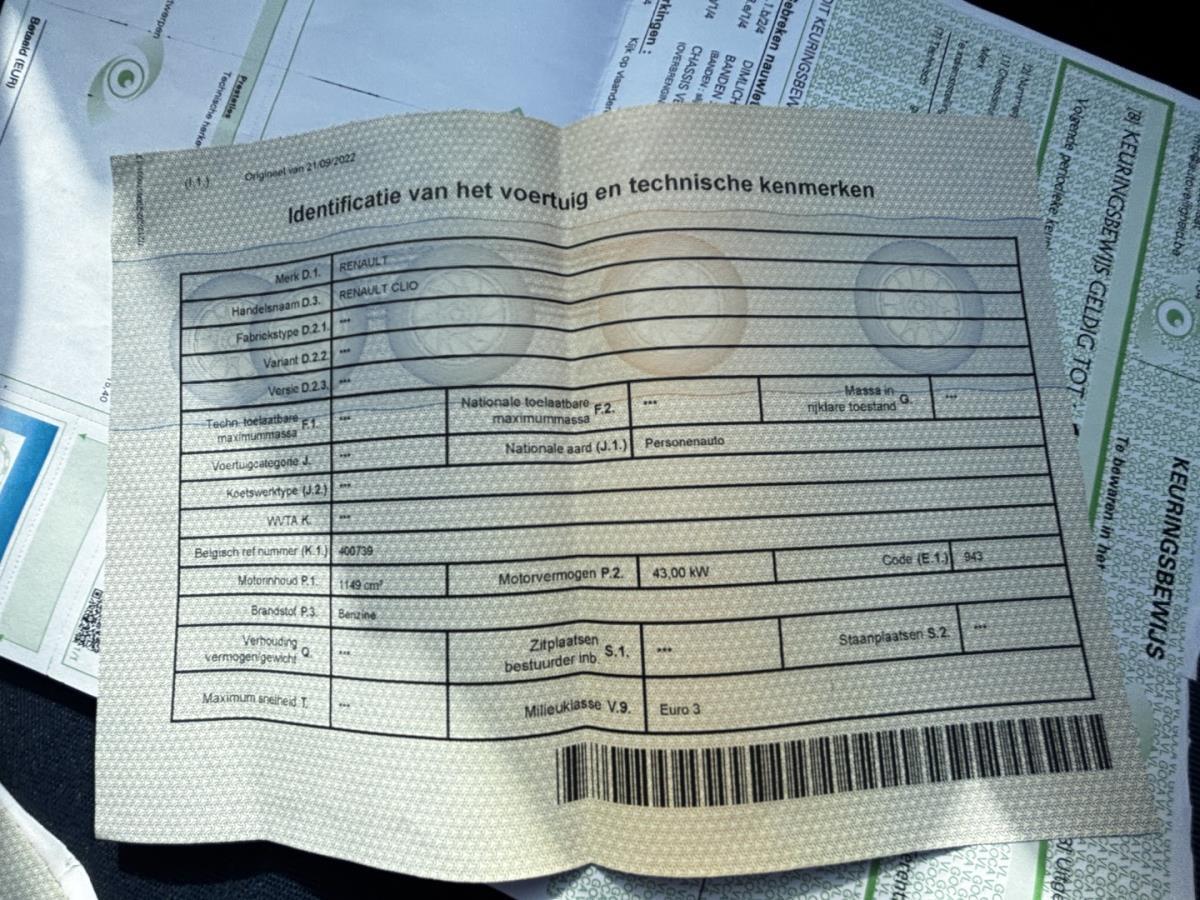 (I.1.) Origineel van 21/09/2022
Identificatie van het voertuig en technische kenmerken
Merk D.1. RENAULT
Handelsnaam D.3. RENAULT CLIO
Fabriekstype D.2.1. ***
Variant D.2.2. ***
Versie D.2.3. ***
Techn. toelaatbare maximummassa F.1. *** Nationale toelaatbare maximummassa F.2. *** Massa in rijklare toestand G. ***
Voertuigcategorie J. *** Nationale aard (J.1.) Personenauto
Koetswerktype (J.2.) ***
WVTA K. ***
Belgisch ref nummer (K.1.) 400739
Motorinhoud P.1. 1149 cm³ Motorvermogen P.2. 43,00 kW Code (E.1.) 943
Brandstof P.3. Benzine
Verhouding vermogen/gewicht Q. *** Zitplaatsen bestuurder inb. S.1. *** Staanplaatsen S.2. ***
Maximum snelheid T. *** Milieuklasse V.9. Euro 3
Betaald (EUR)
Prestaties
BANDEN
CHASSIS
(B) KEURINGSBEWIJS GELDIG TOT
Volgende periodieke
Te bewaren in het
KEURINGSBEWIJS